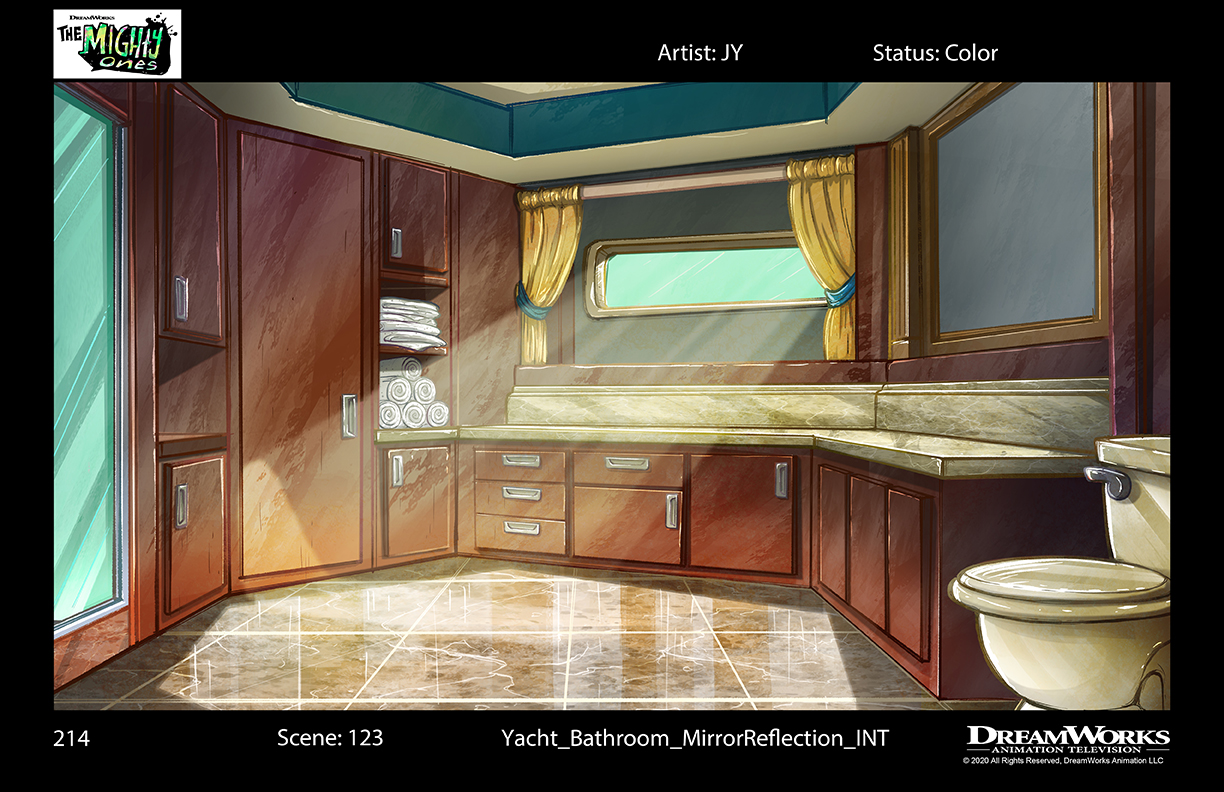 DREAMWORKS
THE MIGHTY
ones
Artist: JY
Status: Color
214
Scene: 123
Yacht_Bathroom_MirrorReflection_INT
DREAMWORKS
ANIMATION TELEVISION
© 2020 All Rights Reserved, DreamWorks Animation LLC